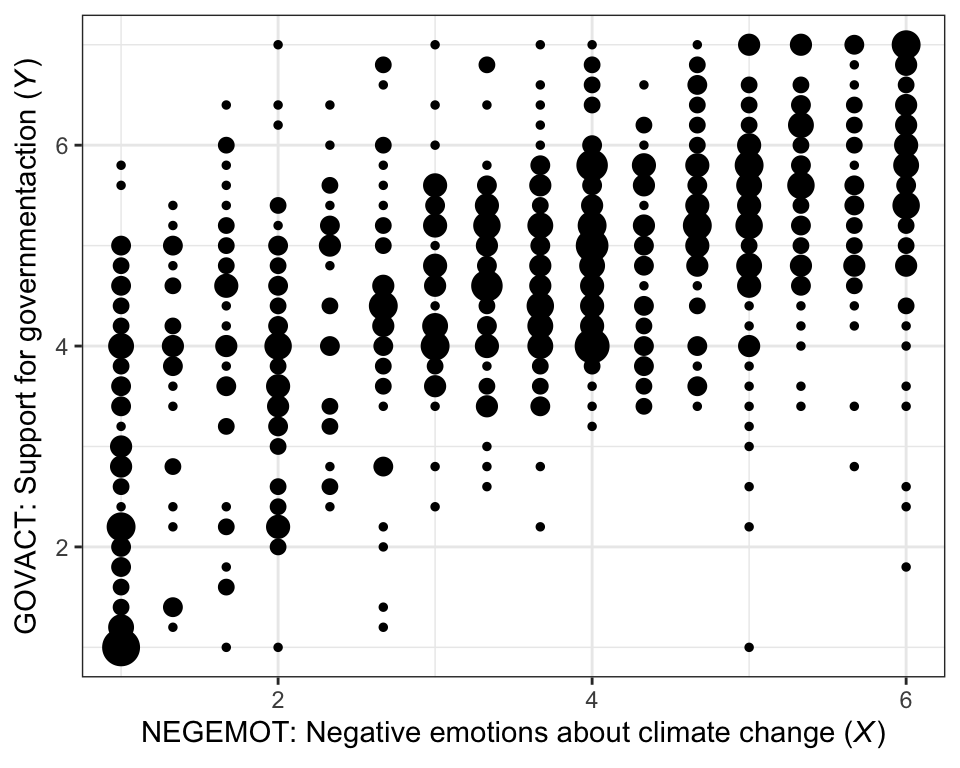 GOVACT: Support for governmentaction (Y)
6
4
2
2 4 6
NEGEMOT: Negative emotions about climate change (X)